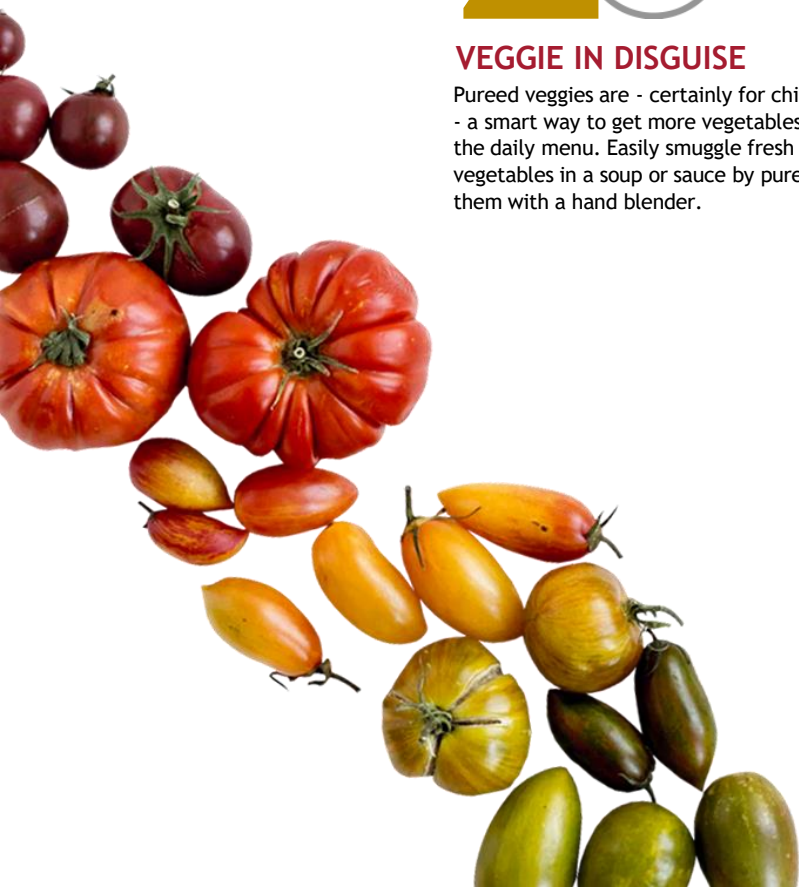 VEGGIE IN DISGUISE
Pureed veggies are - certainly for
- a smart way to get more vegetables
the daily menu. Easily smuggle fresh
vegetables in a soup or sauce by
them with a hand blender.